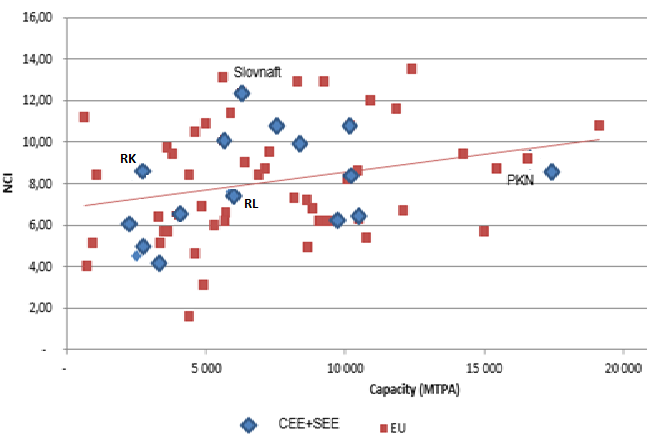 16,00
14,00
Slovnaft
12,00
10,00
RK
8,00
PKN
RL
6,00
4,00
2,00
-
NCI
- 5 000 10 000 15 000 20 000
Capacity (MTPA)
CEE+SEE EU